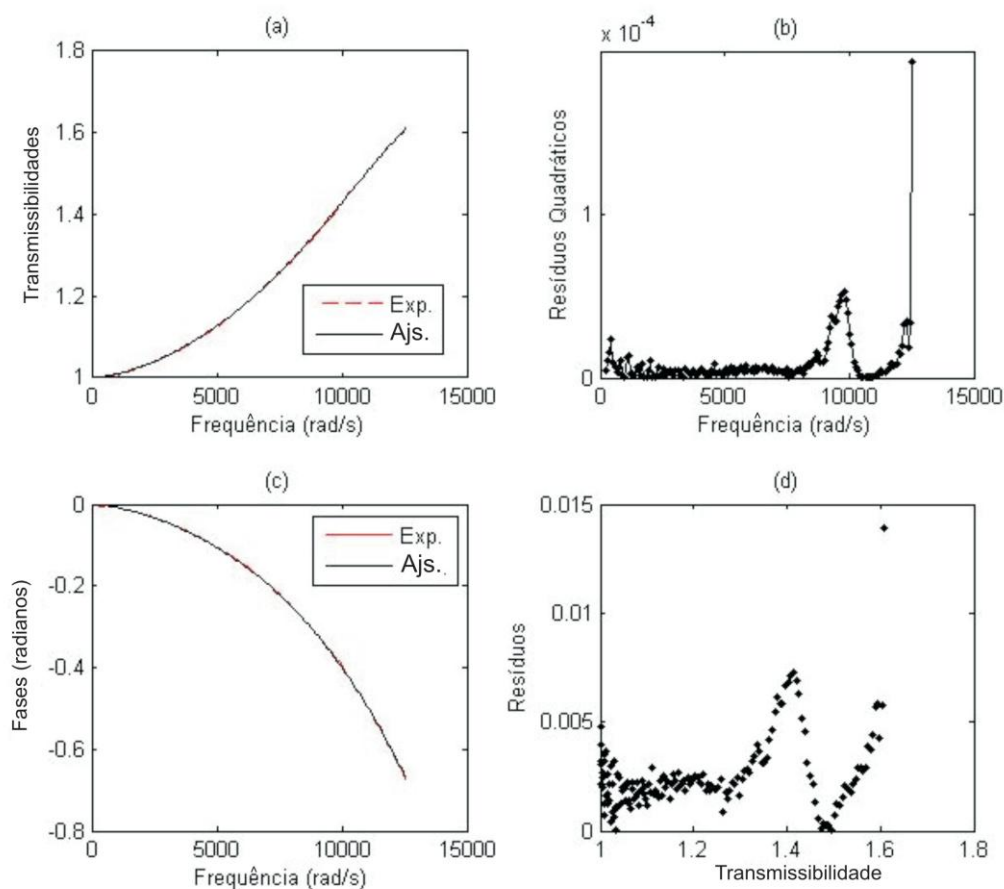 (a)
1.8
1.6
1.4
1.2
1
Transmissibilidades
Exp.
Ajs.
0
5000
10000
15000
Frequência (rad/s)
(b)
x 10⁻⁴
1
0
Resíduos Quadráticos
0
5000
10000
15000
Frequência (rad/s)
(c)
0
-0.2
-0.4
-0.6
-0.8
Fases (radianos)
Exp.
Ajs.
0
5000
10000
15000
Frequência (rad/s)
(d)
0.015
0.01
0.005
0
Resíduos
1
1.2
1.4
1.6
1.8
Transmissibilidade